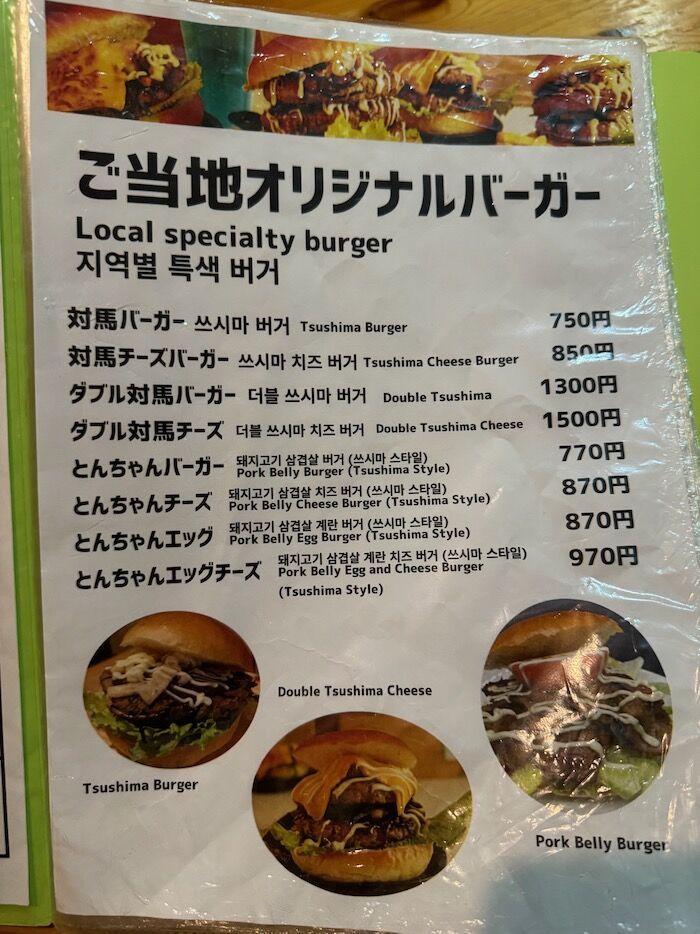 ご当地オリジナルバーガー
Local specialty burger
지역별 특색 버거
対馬バーガー 쓰시마 버거 Tsushima Burger 750円
対馬チーズバーガー 쓰시마 치즈 버거 Tsushima Cheese Burger 850円
ダブル対馬バーガー 더블 쓰시마 버거 Double Tsushima 1300円
ダブル対馬チーズ 더블 쓰시마 치즈 버거 Double Tsushima Cheese 1500円
とんちゃんバーガー 돼지고기 삼겹살 버거 (쓰시마 스타일) 770円
Pork Belly Burger (Tsushima Style)
とんちゃんチーズ 돼지고기 삼겹살 치즈 버거 (쓰시마 스타일) 870円
Pork Belly Cheese Burger (Tsushima Style)
とんちゃんエッグ 돼지고기 삼겹살 계란 버거 (쓰시마 스타일) 870円
Pork Belly Egg Burger (Tsushima Style)
とんちゃんエッグチーズ 돼지고기 삼겹살 계란 치즈 버거 (쓰시마 스타일) 970円
Pork Belly Egg and Cheese Burger
(Tsushima Style)
Double Tsushima Cheese
Tsushima Burger
Pork Belly Burger